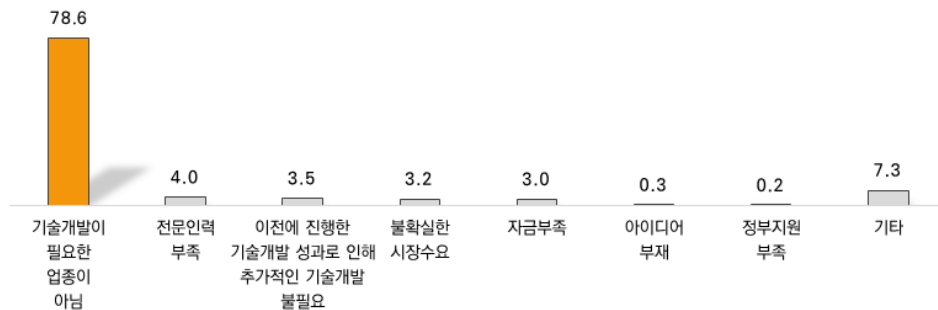 78.6
4.0
3.5
3.2
3.0
0.3
0.2
7.3
기술개발이
필요한
업종이
아님
전문인력
부족
이전에 진행한
기술개발 성과로 인해
추가적인 기술개발
불필요
불확실한
시장수요
자금부족
아이디어
부재
정부지원
부족
기타